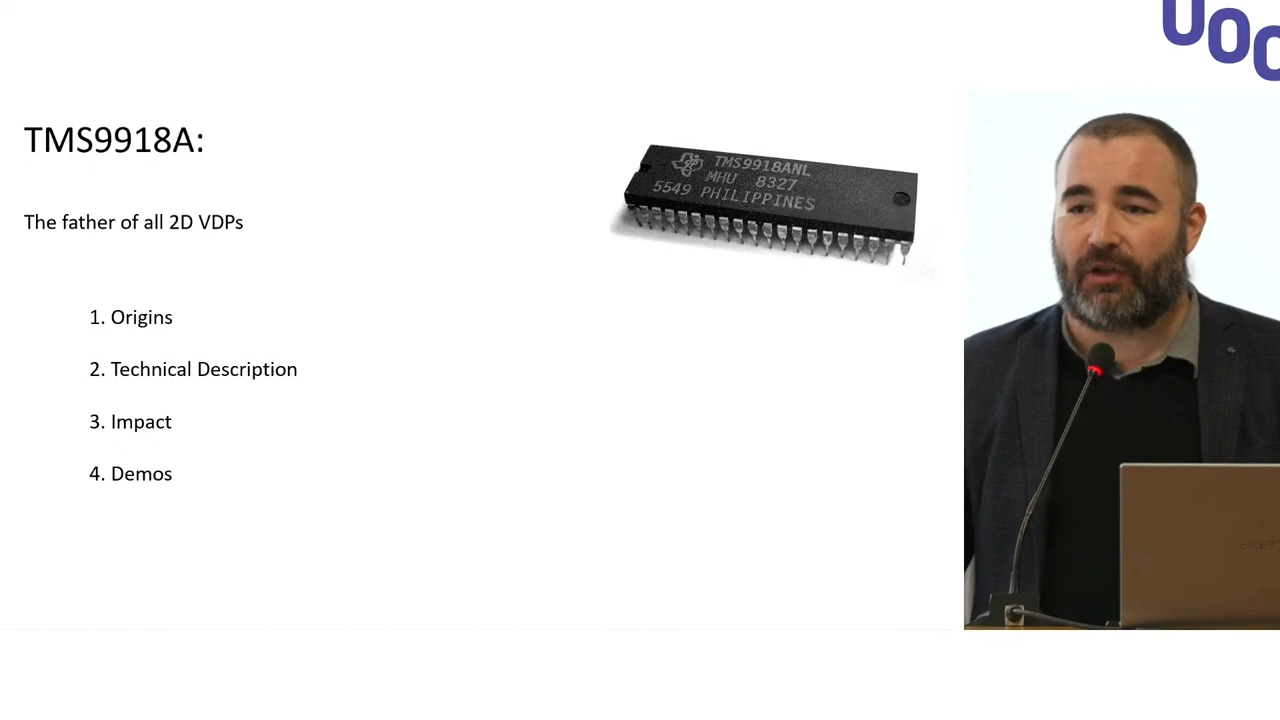 UOC
TMS9918A:
The father of all 2D VDPs
TMS9918ANL
MHU 8327
5549 PHILIPPINES
1. Origins
2. Technical Description
3. Impact
4. Demos